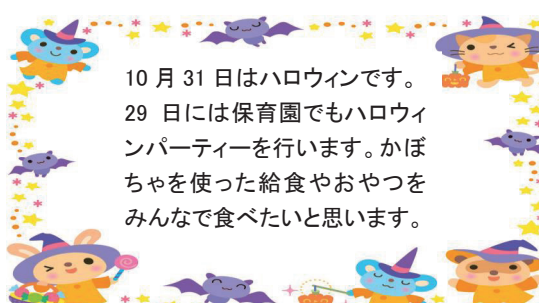 10 月 31 日はハロウィンです。
29 日には保育園でもハロウィ
ンパーティーを行います。かぼ
ちゃを使った給食やおやつを
みんなで食べたいと思います。